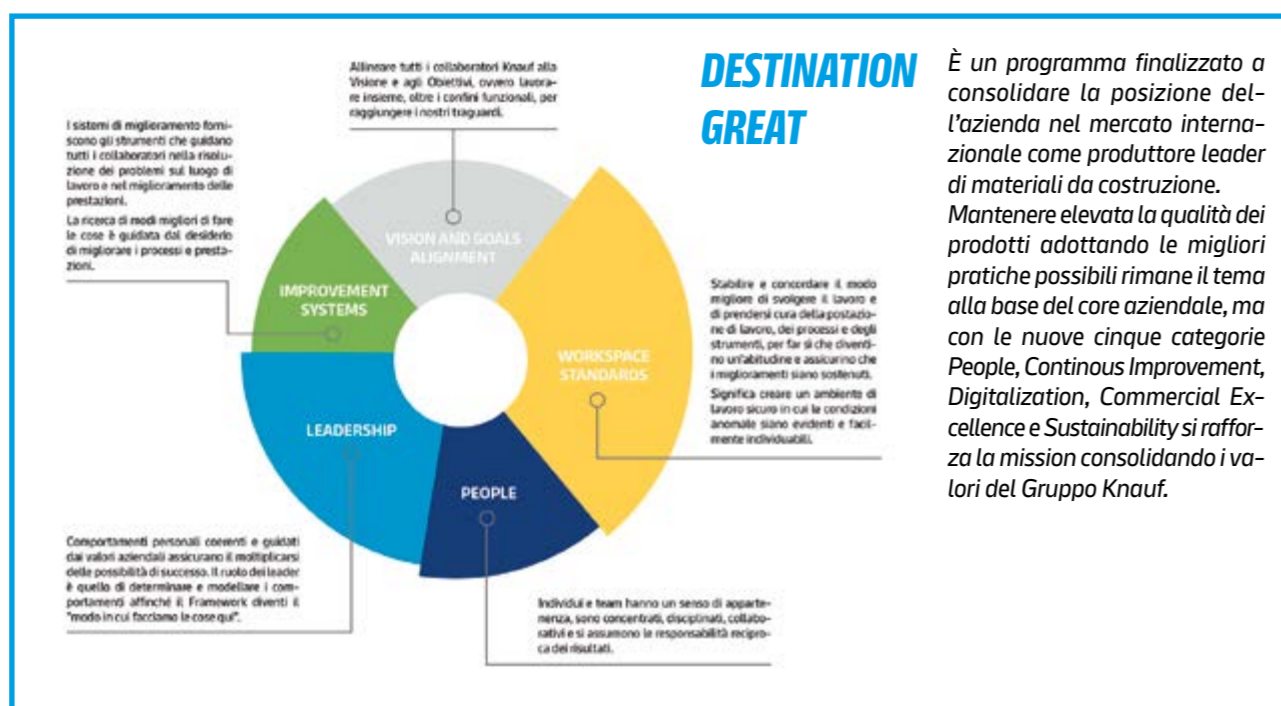 DESTINATION
GREAT
È un programma finalizzato a
consolidare la posizione del-
l'azienda nel mercato interna-
zionale come produttore leader
di materiali da costruzione.
Mantenere elevata la qualità dei
prodotti adottando le migliori
pratiche possibili rimane il tema
alla base del core aziendale, ma
con le nuove cinque categorie
People, Continous Improvement,
Digitalization, Commercial Ex-
cellence e Sustainability si raffor-
za la mission consolidando i va-
lori del Gruppo Knauf.
Allineare tutti i collaboratori Knauf alla
Visione e agli Obiettivi, ovvero lavora-
re insieme, oltre i confini funzionali, per
raggiungere i nostri traguardi.
VISION AND GOALS
ALIGNMENT
I sistemi di miglioramento forni-
scono gli strumenti che guidano
tutti i collaboratori nella risolu-
zione dei problemi sul luogo di
lavoro e nel miglioramento delle
prestazioni.
La ricerca di modi migliori di fare
le cose è guidata dal desiderio
di migliorare i processi e presta-
zioni.
IMPROVEMENT
SYSTEMS
Stabilire e concordare il modo
migliore di svolgere il lavoro e
di prendersi cura della postazio-
ne di lavoro, dei processi e degli
strumenti, per far sì che diventi-
no un'abitudine e assicurino che
i miglioramenti siano sostenuti.
Significa creare un ambiente di
lavoro sicuro in cui le condizioni
anomale siano evidenti e facil-
mente individuabili.
WORKSPACE
STANDARDS
LEADERSHIP
Comportamenti personali coerenti e guidati
dai valori aziendali assicurano il moltiplicarsi
delle possibilità di successo. Il ruolo dei leader
è quello di determinare e modellare i com-
portamenti affinché il Framework diventi il
"modo in cui facciamo le cose qui".
PEOPLE
Individui e team hanno un senso di apparte-
nenza, sono concentrati, disciplinati, collabo-
rativi e si assumono le responsabilità recipro-
ca dei risultati.